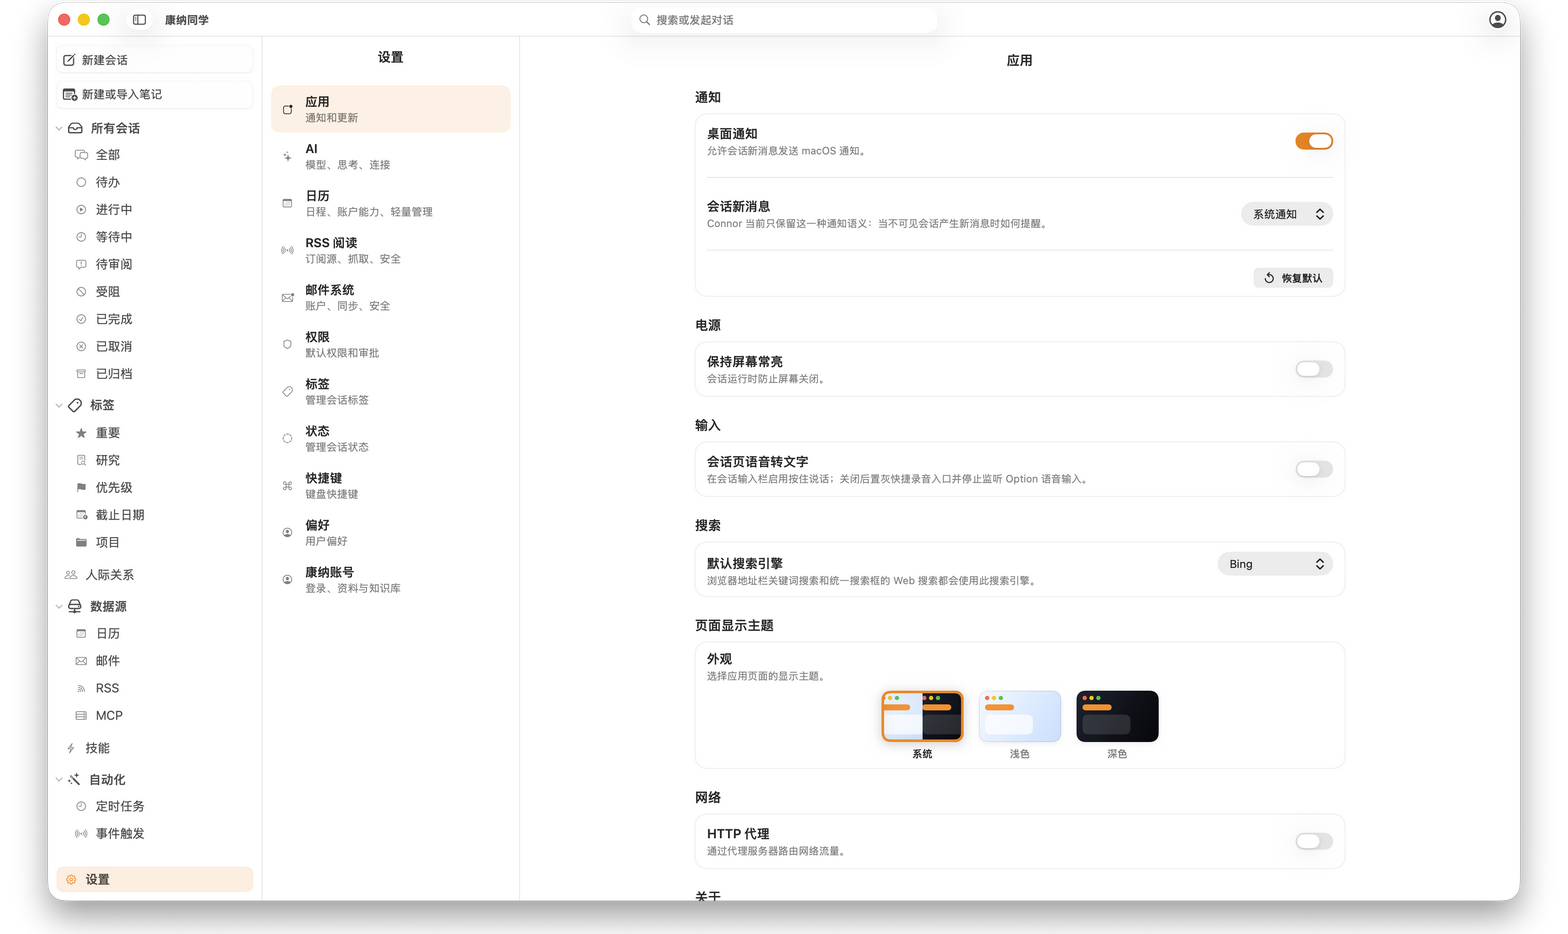 康纳同学
搜索或发起对话
新建会话
新建或导入笔记
所有会话
全部
待办
进行中
等待中
待审阅
受阻
已完成
已取消
已归档
标签
重要
研究
优先级
截止日期
项目
人际关系
数据源
日历
邮件
RSS
MCP
技能
自动化
定时任务
事件触发
设置
设置
应用
通知和更新
AI
模型、思考、连接
日历
日程、账户能力、轻量管理
RSS 阅读
订阅源、抓取、安全
邮件系统
账户、同步、安全
权限
默认权限和审批
标签
管理会话标签
状态
管理会话状态
快捷键
键盘快捷键
偏好
用户偏好
康纳账号
登录、资料与知识库
应用
通知
桌面通知
允许会话新消息发送 macOS 通知。
会话新消息
Connor 当前只保留这一种通知语义：当不可见会话产生新消息时如何提醒。
系统通知
恢复默认
电源
保持屏幕常亮
会话运行时防止屏幕关闭。
输入
会话页语音转文字
在会话输入栏启用按住说话；关闭后置灰快捷录音入口并停止监听 Option 语音输入。
搜索
默认搜索引擎
浏览器地址栏关键词搜索和统一搜索框的 Web 搜索都会使用此搜索引擎。
Bing
页面显示主题
外观
选择应用页面的显示主题。
系统
浅色
深色
网络
HTTP 代理
通过代理服务器路由网络流量。
关于